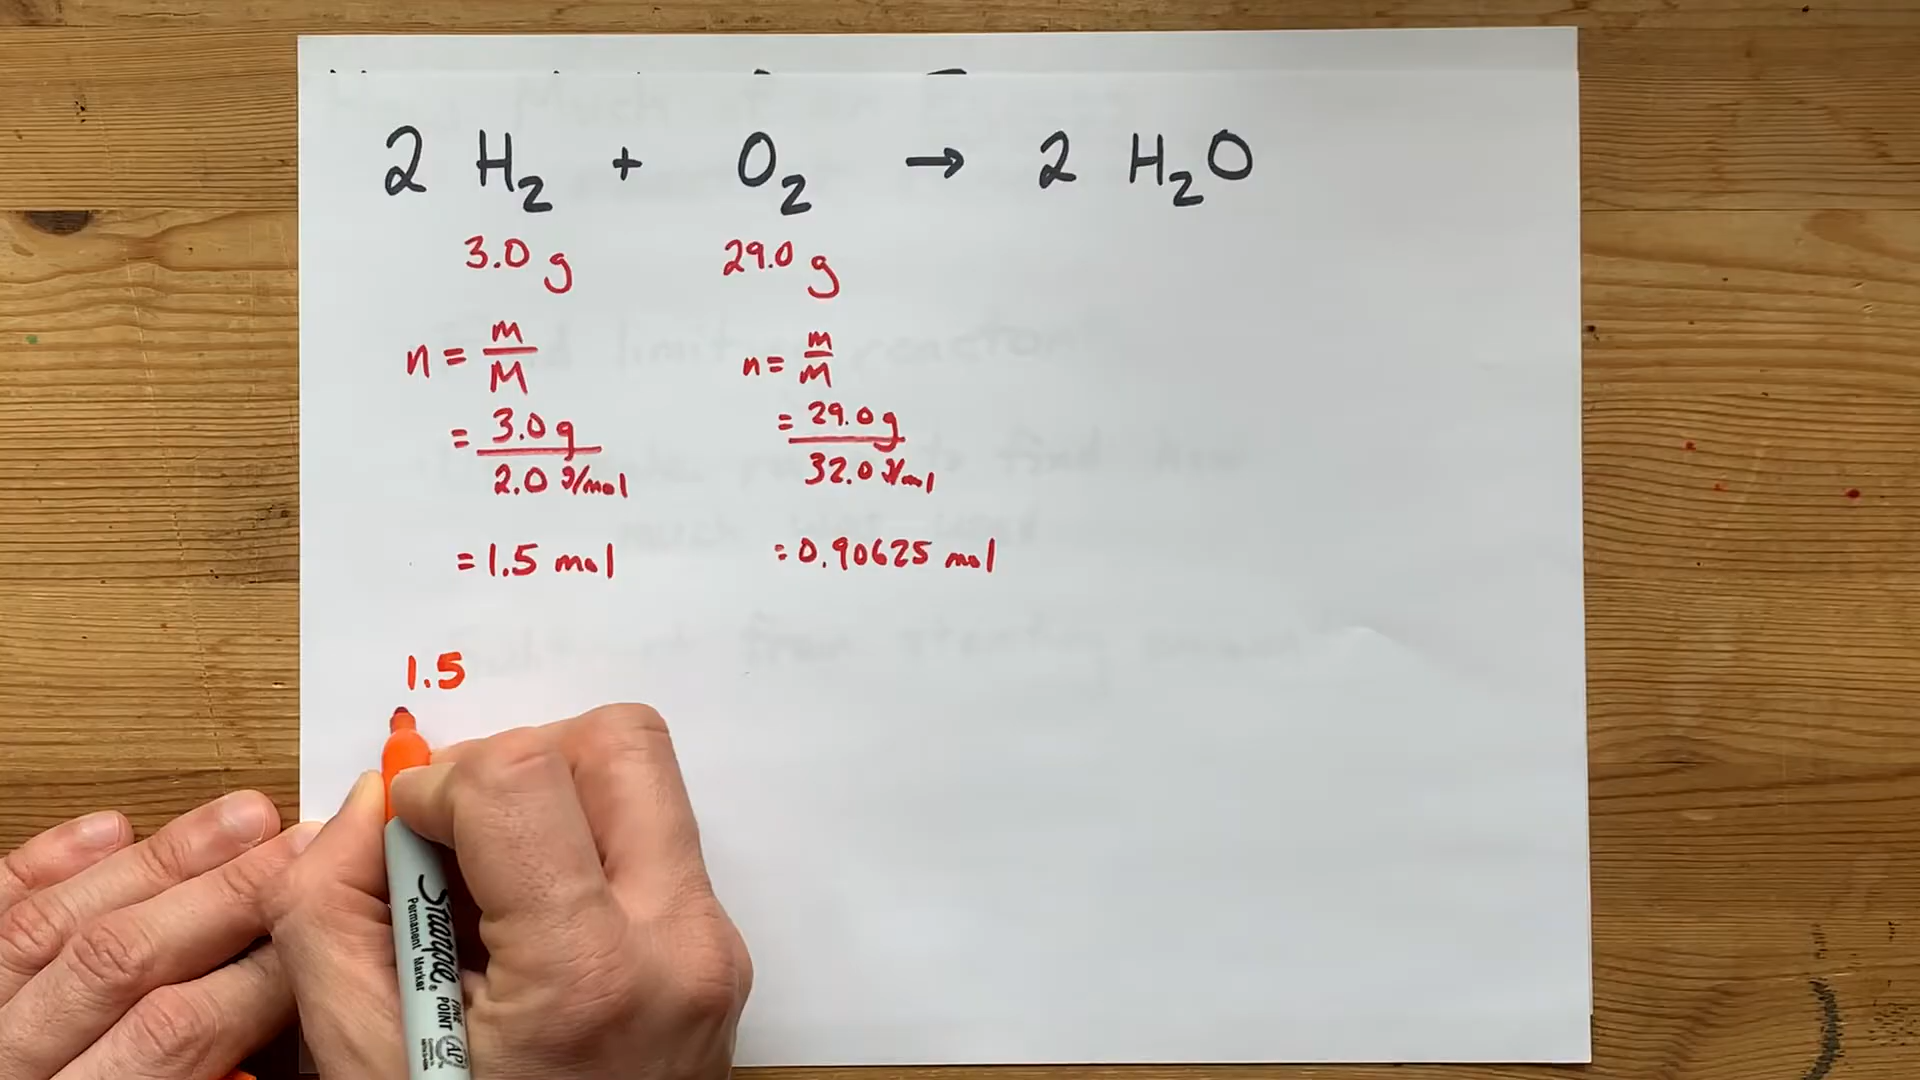 2 H₂ + O₂ → 2 H₂O
3.0 g 29.0 g
n = m/M n = m/M
= 3.0 g / 2.0 g/mol = 29.0 g / 32.0 g/mol
= 1.5 mol = 0.90625 mol
1.5
Sharpie
FINE POINT
Permanent Marker
AP